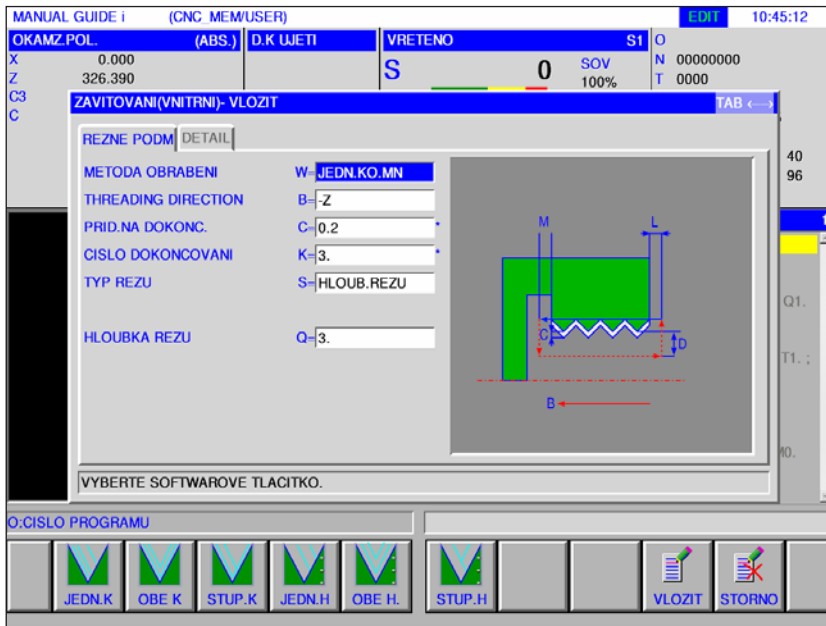 MANUAL GUIDE i (CNC_MEM/USER) EDIT 10:45:12
OKAMZ.POL. (ABS.) D.K UJETI VRETENO S1 O
X 0.000 S 0 SOV N 00000000
Z 326.390 100% T 0000
C3
C
ZAVITOVANI(VNITRNI)- VLOZIT TAB ←→
REZNE PODM DETAIL
METODA OBRABENI W=JEDN.KO.MN
THREADING DIRECTION B=-Z
PRID.NA DOKONC. C=0.2 *
CISLO DOKONCOVANI K=3. *
TYP REZU S=HLOUB.REZU
HLOUBKA REZU Q=3.
M L
C D
B
40
96
1
Q1.
T1. ;
M0.
VYBERTE SOFTWAROVE TLACITKO.
O:CISLO PROGRAMU
JEDN.K OBE K STUP.K JEDN.H OBE H. STUP.H VLOZIT STORNO